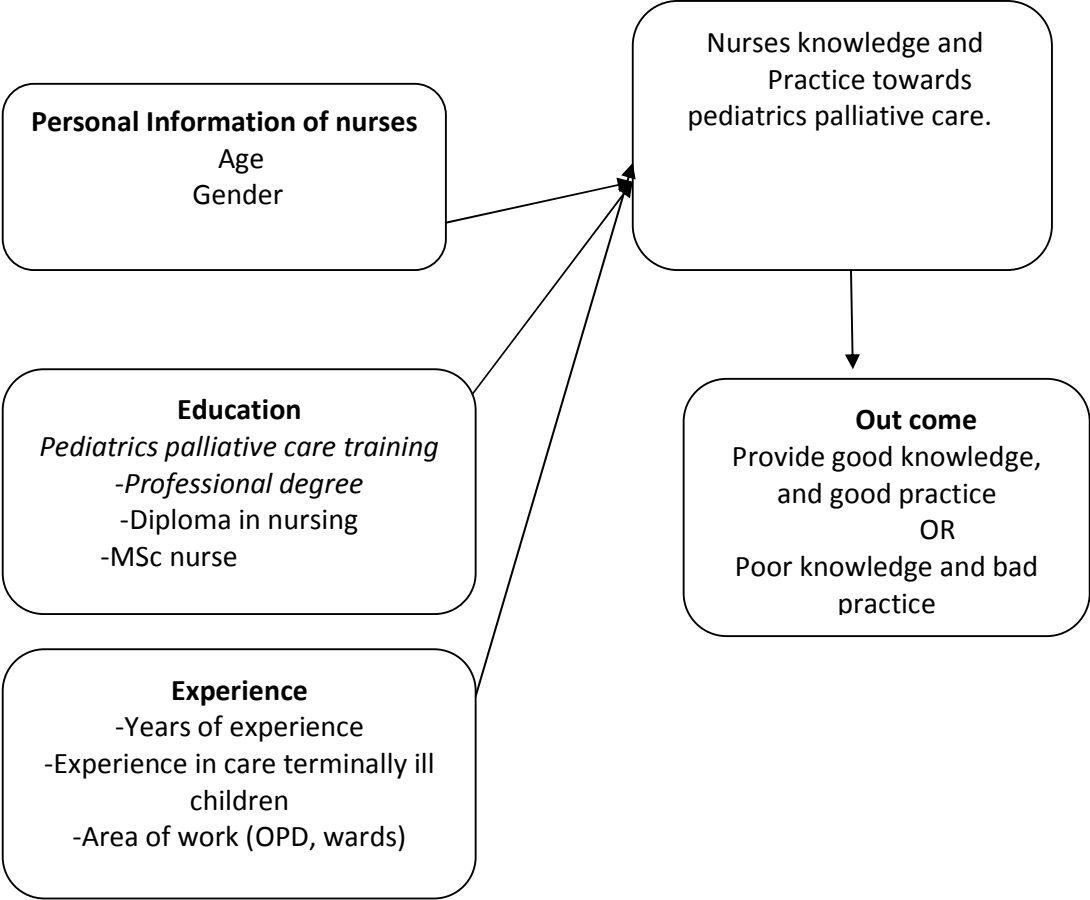 Personal Information of nurses
Age
Gender
Education
Pediatrics palliative care training
-Professional degree
-Diploma in nursing
-MSc nurse
Experience
-Years of experience
-Experience in care terminally ill
children
-Area of work (OPD, wards)
Nurses knowledge and
Practice towards
pediatrics palliative care.
Out come
Provide good knowledge,
and good practice
OR
Poor knowledge and bad
practice